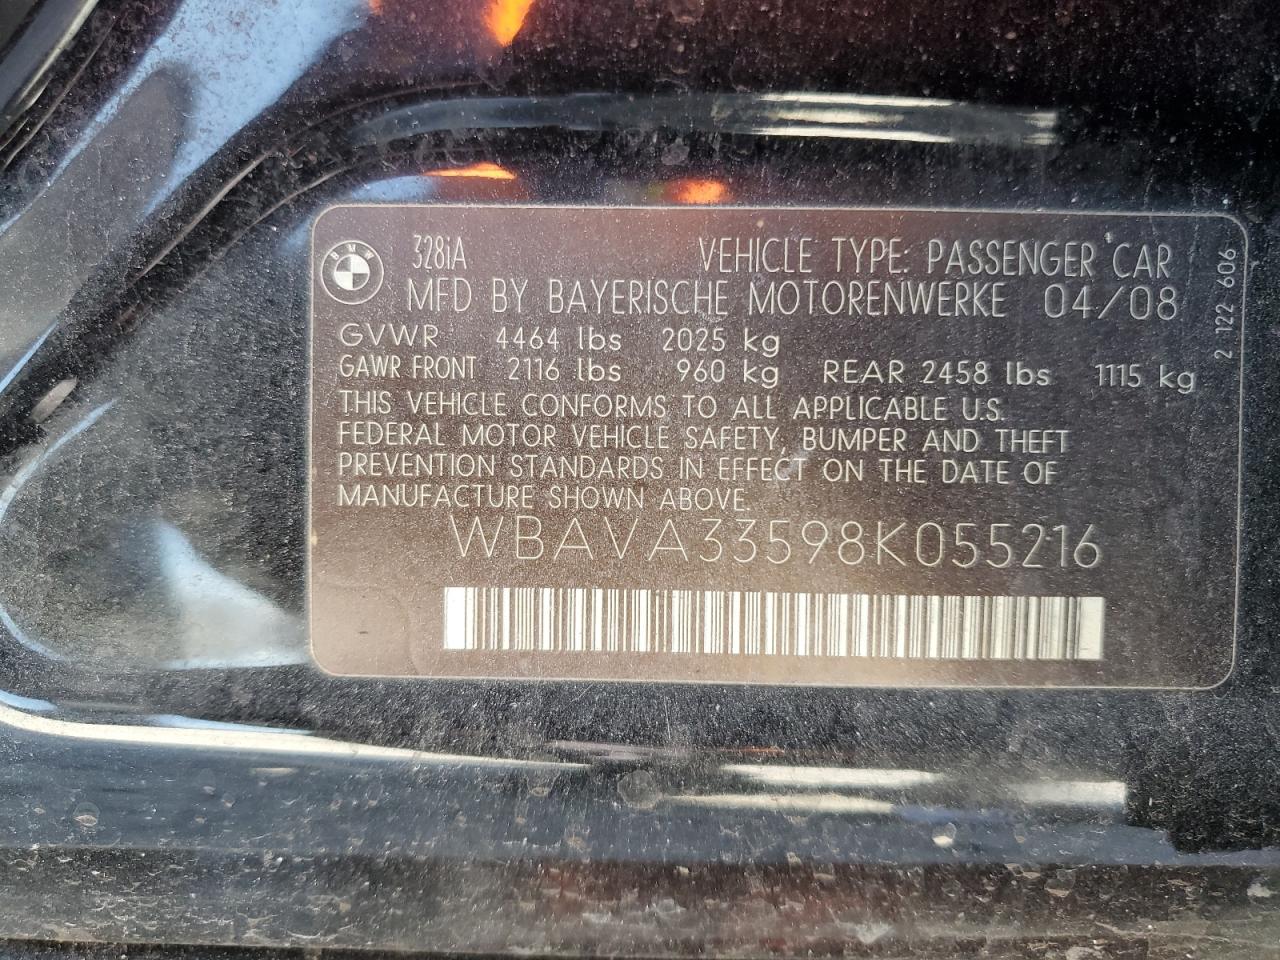 BMW
328iA VEHICLE TYPE: PASSENGER CAR
MFD BY BAYERISCHE MOTORENWERKE 04/08
GVWR 4464 lbs 2025 kg
GAWR FRONT 2116 lbs 960 kg REAR 2458 lbs 1115 kg
THIS VEHICLE CONFORMS TO ALL APPLICABLE U.S.
FEDERAL MOTOR VEHICLE SAFETY, BUMPER AND THEFT
PREVENTION STANDARDS IN EFFECT ON THE DATE OF
MANUFACTURE SHOWN ABOVE.
WBAVA33598K055216
2 122 606